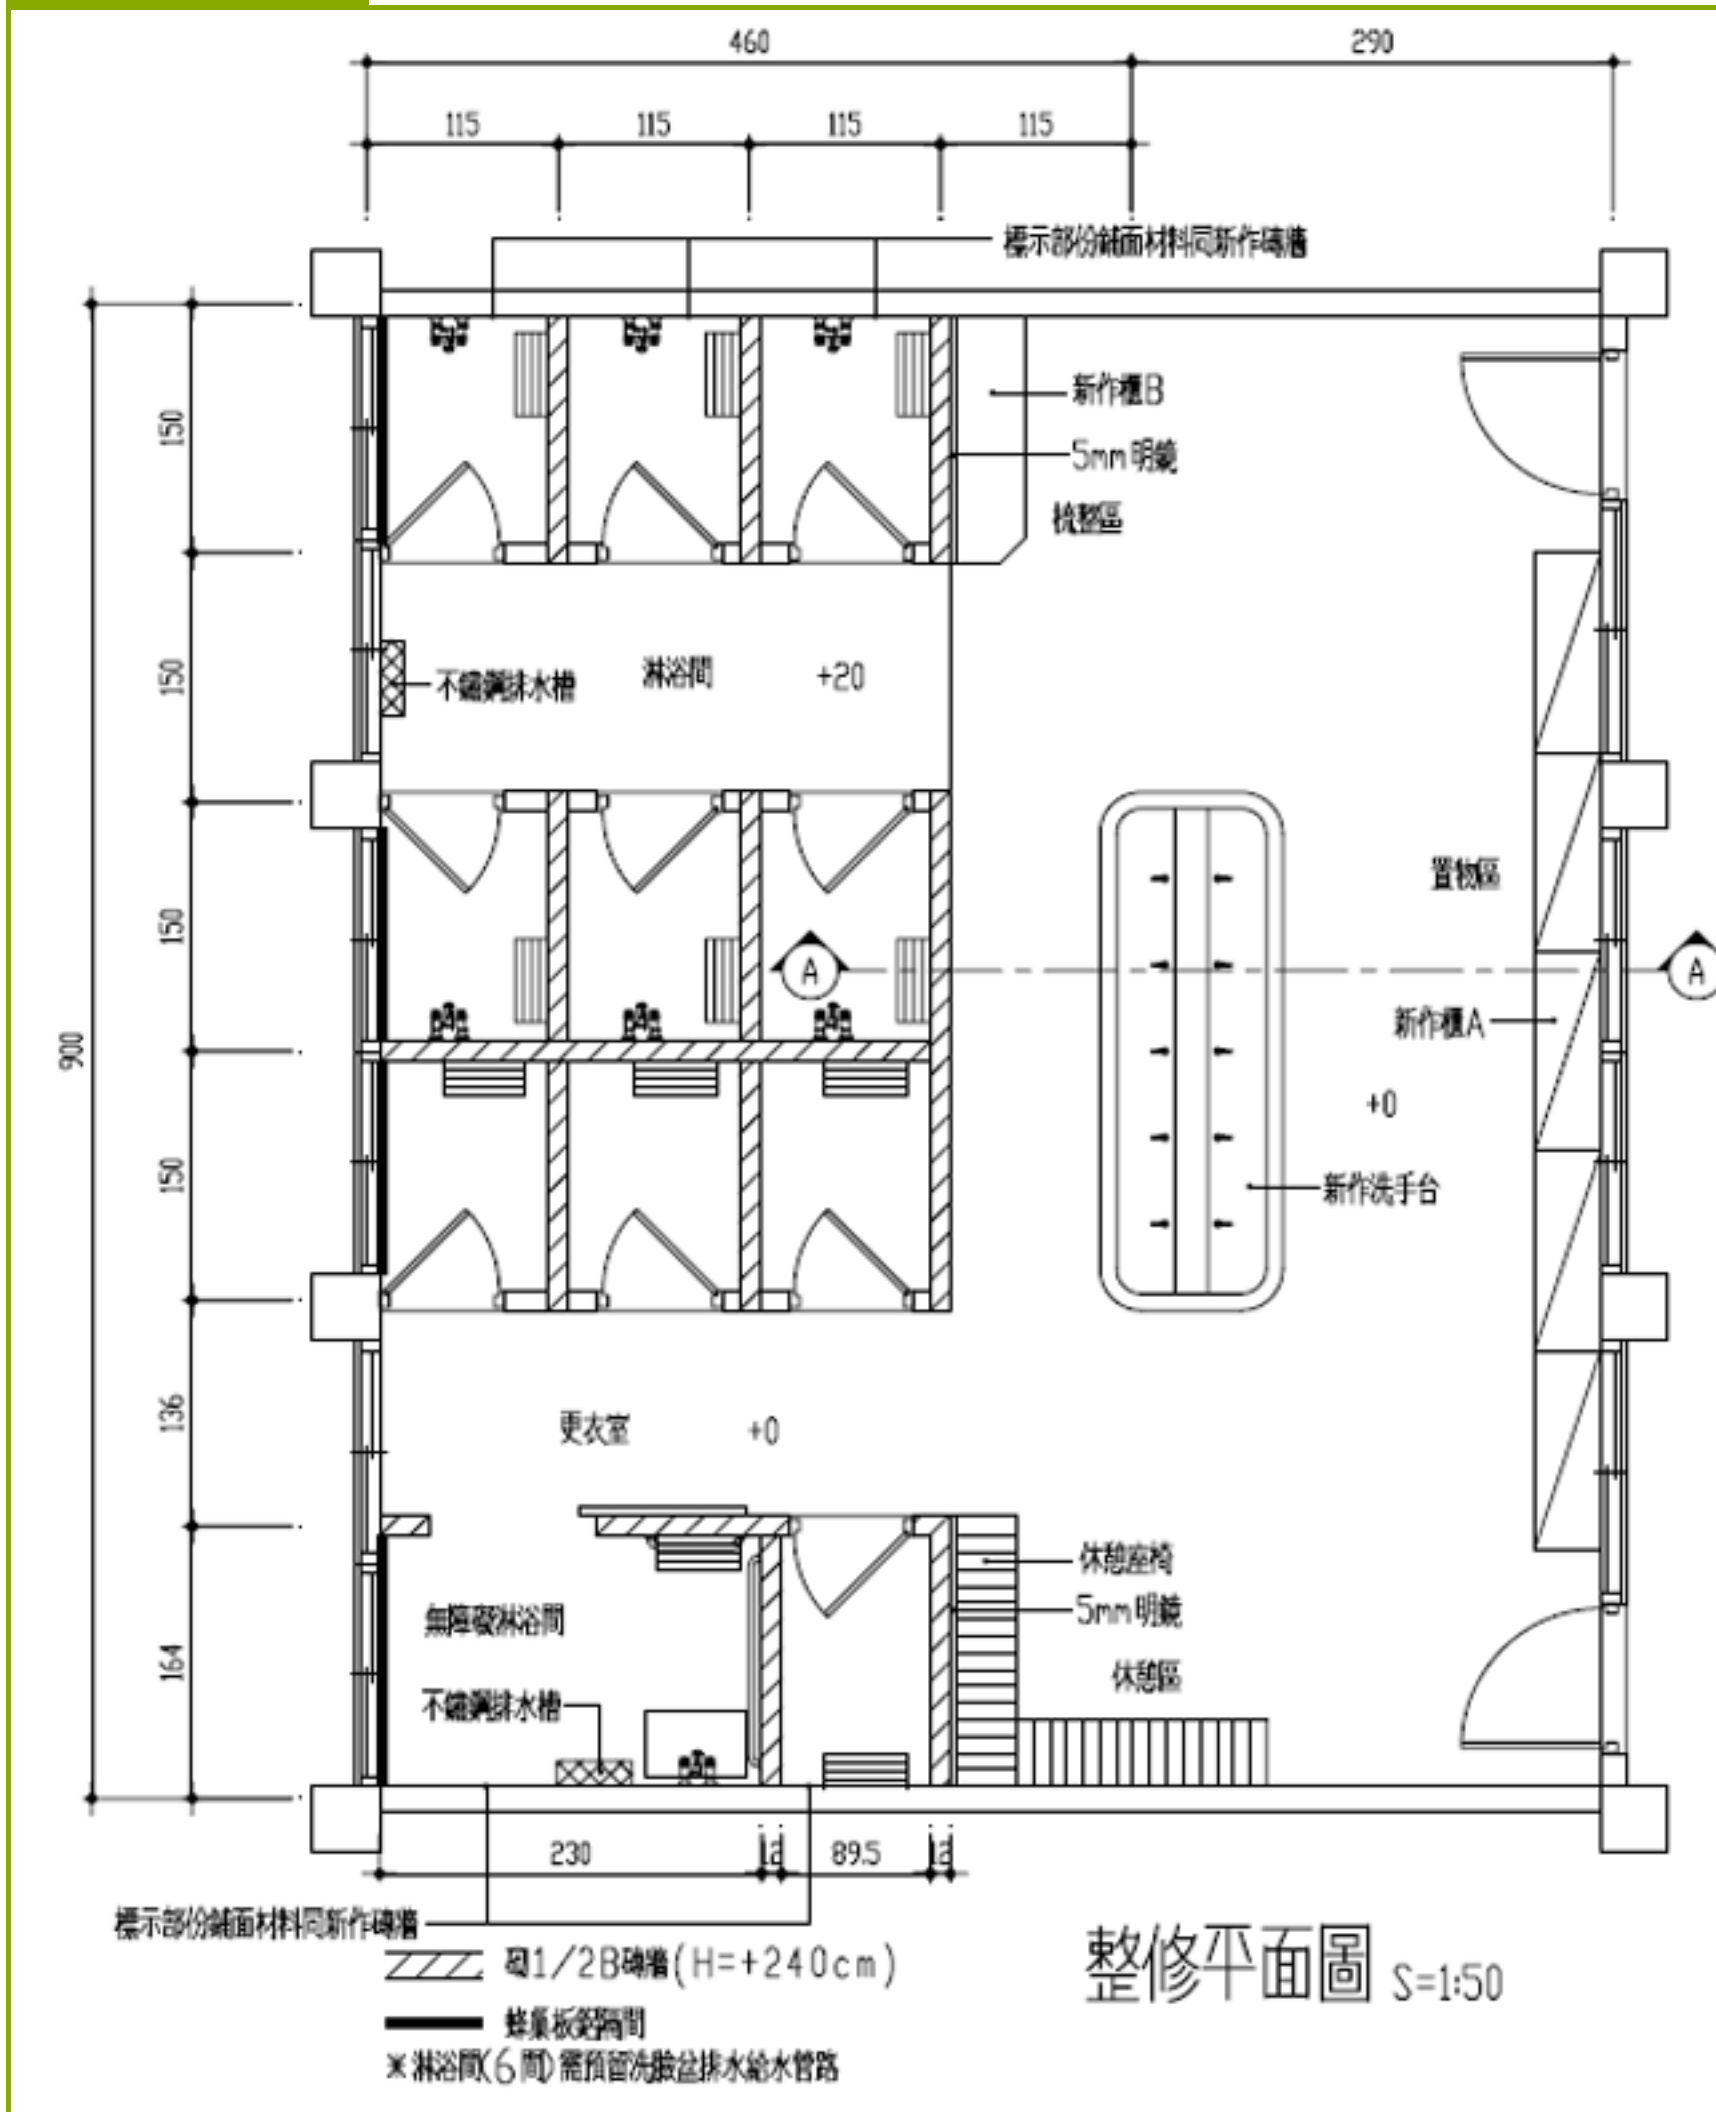 460
290
115
115
115
115
標示部份鋪面材料同新作磚牆
新作櫃B
5mm明鏡
梳整區
150
淋浴間
+20
不鏽鋼排水槽
150
置物區
150
A
A
新作櫃A
900
+0
150
新作洗手台
136
更衣室
+0
休憩座椅
5mm明鏡
無障礙淋浴間
休憩區
164
不鏽鋼排水槽
230
12
89.5
12
標示部份鋪面材料同新作磚牆
砌1/2B磚牆(H=+240cm)
整修平面圖 S=1:50
蜂巢板鋁隔間
※淋浴間(6間)需預留洗臉盆排水給水管路